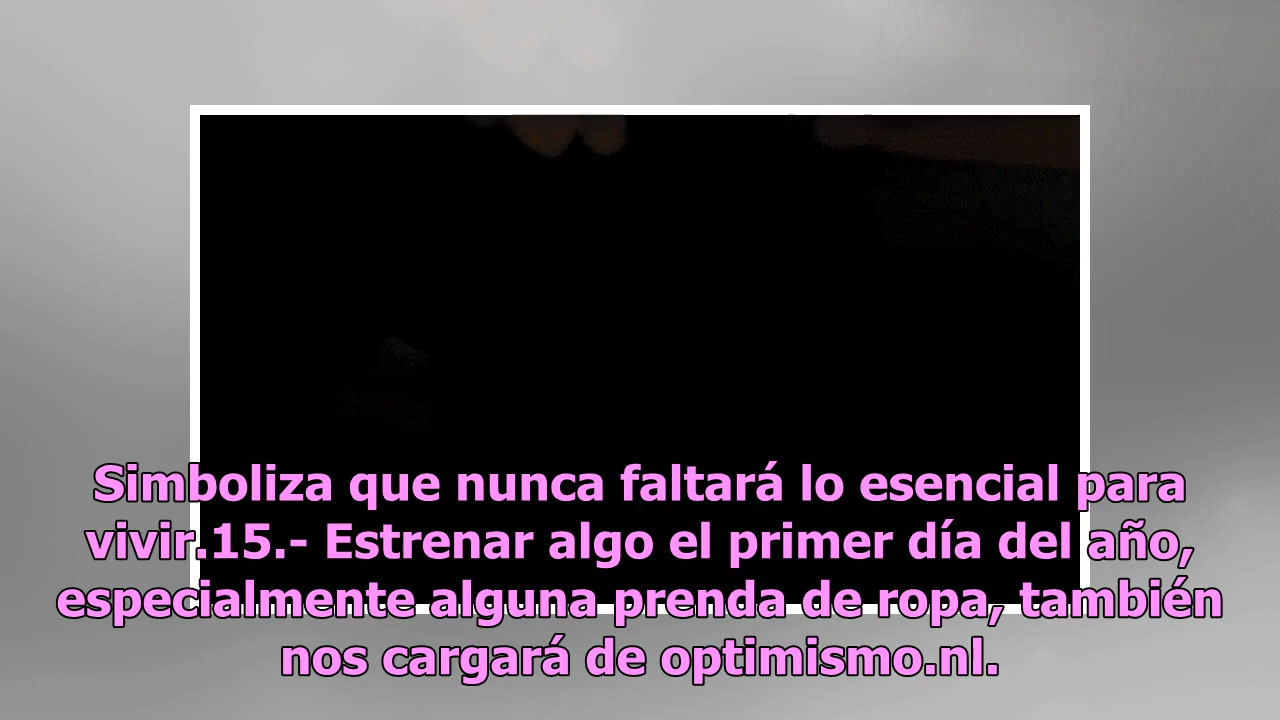 Simboliza que nunca faltará lo esencial para
vivir.15.- Estrenar algo el primer día del año,
especialmente alguna prenda de ropa, también
nos cargará de optimismo.nl.